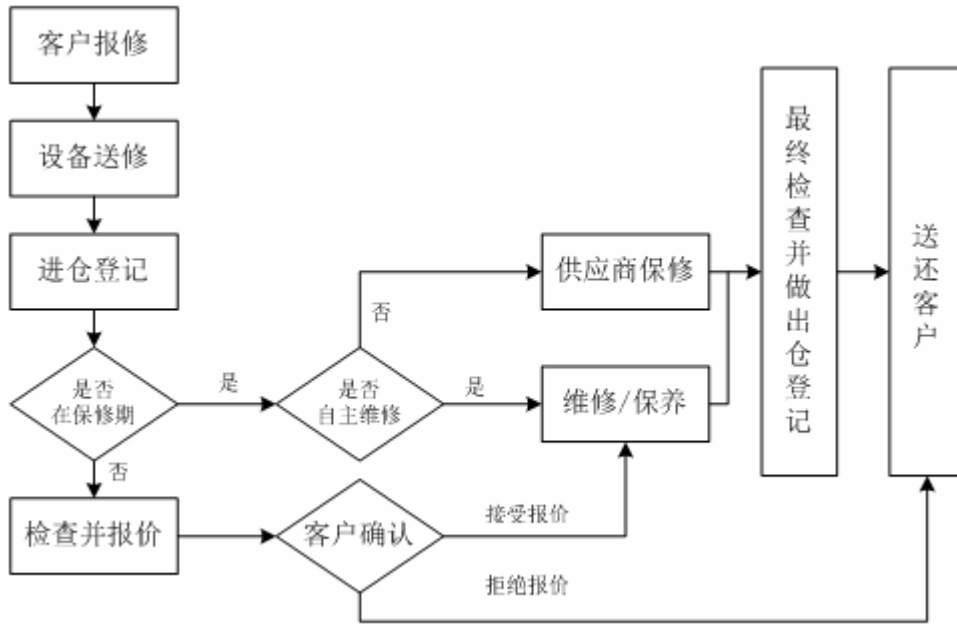 客户报修
设备送修
进仓登记
是否
在保修期
是
否
检查并报价
是否
自主维修
否
是
供应商保修
维修/保养
客户确认
接受报价
拒绝报价
最终检查并做出仓登记
送还客户